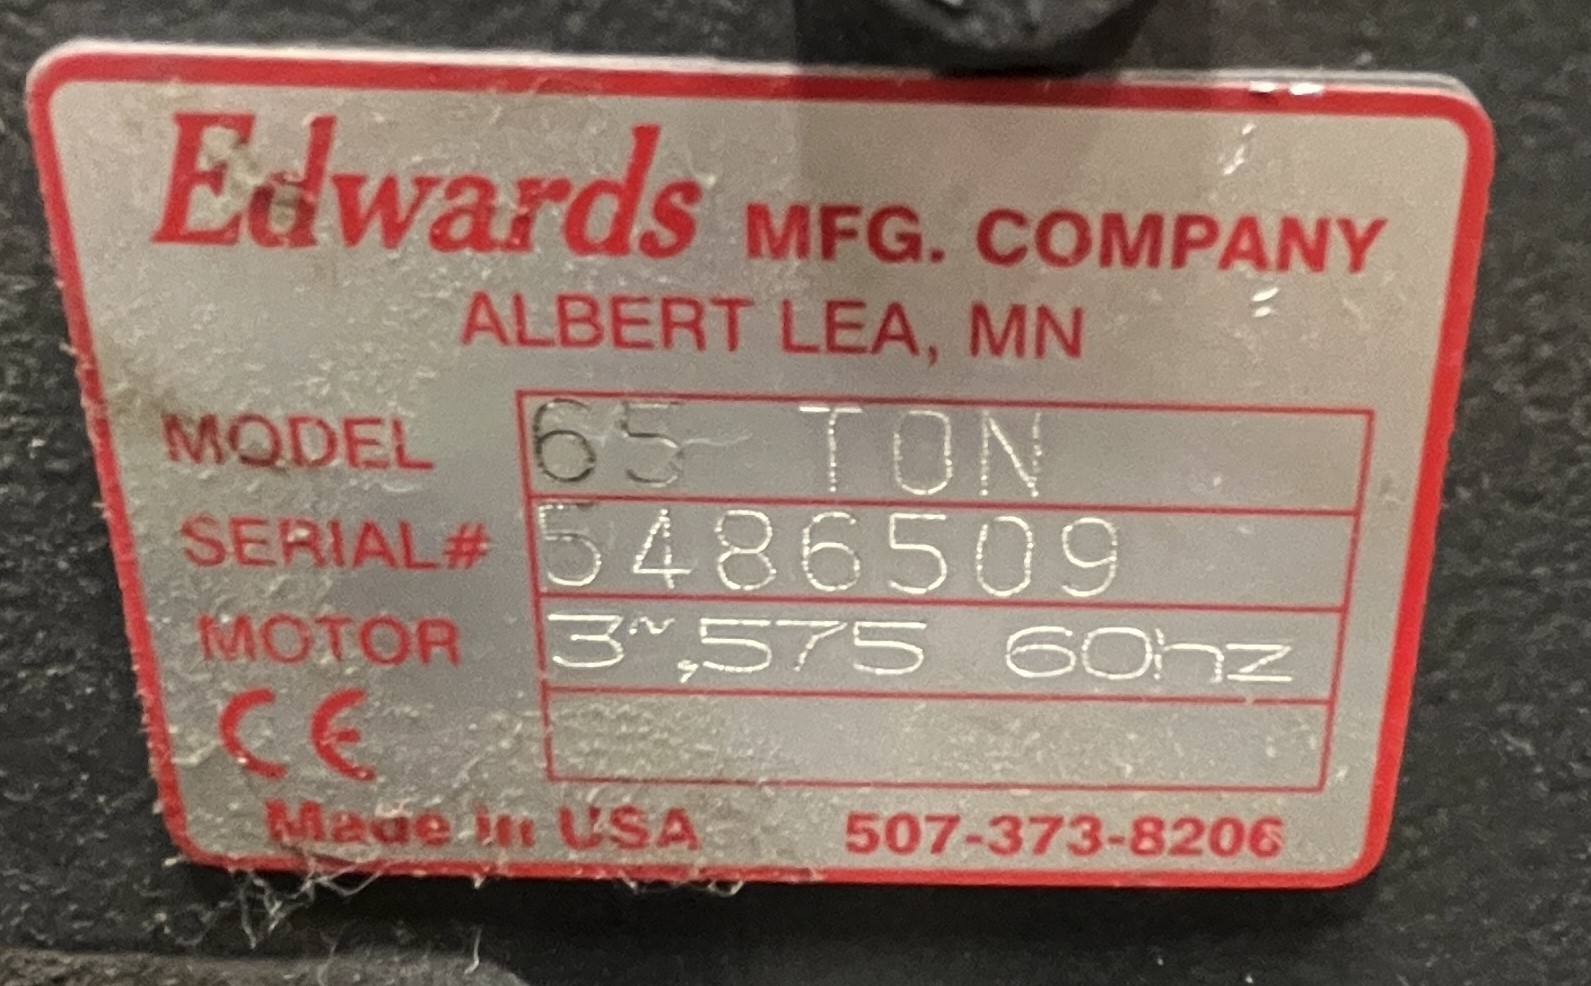 Edwards MFG. COMPANY
ALBERT LEA, MN
MODEL 65 TON
SERIAL# 5486509
MOTOR 3~,575 60hz
CE
Made in USA 507-373-8206